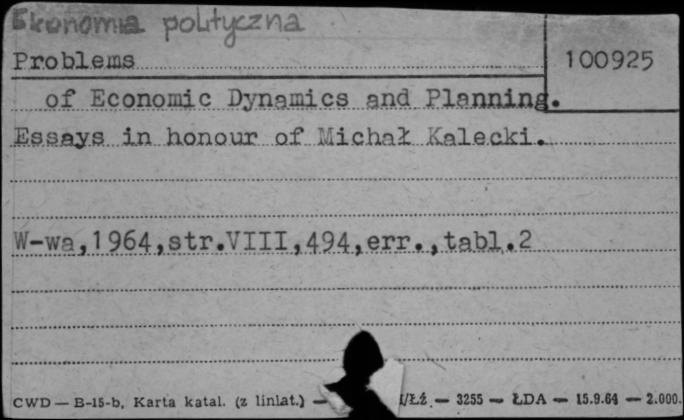 Ekonomia polityczna
Problems
100925
of Economic Dynamics and Planning.
Essays in honour of Michał Kalecki.
W-wa,1964,str.VIII,494,err.,tabl.2
CWD — B-15-b, Karta katal. (z liniat.) — /Łź — 3255 — ŁDA — 15.9.64 — 2.000.